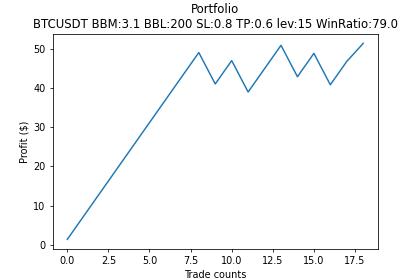 Portfolio
BTCUSDT BBM:3.1 BBL:200 SL:0.8 TP:0.6 lev:15 WinRatio:79.0
50
40
30
20
10
0
Profit ($)
0.0 2.5 5.0 7.5 10.0 12.5 15.0 17.5
Trade counts